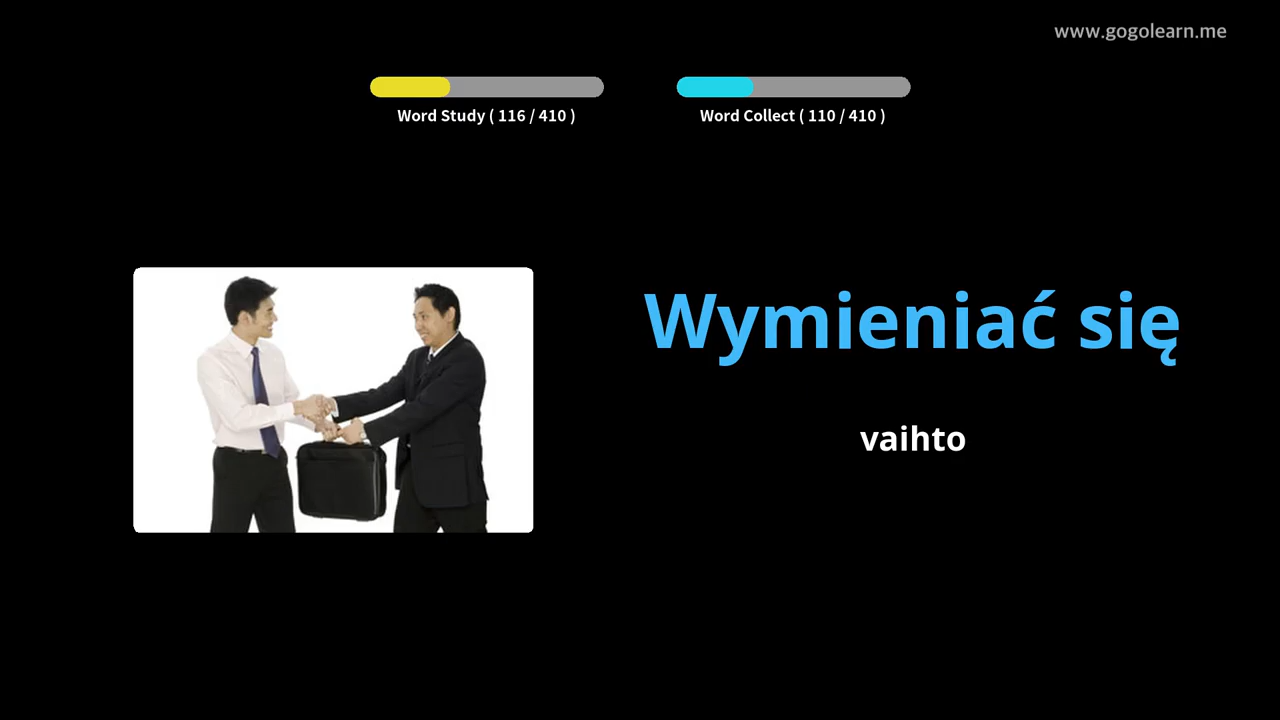 www.gogolearn.me
Word Study ( 116 / 410 )
Word Collect ( 110 / 410 )
Wymieniać się
vaihto